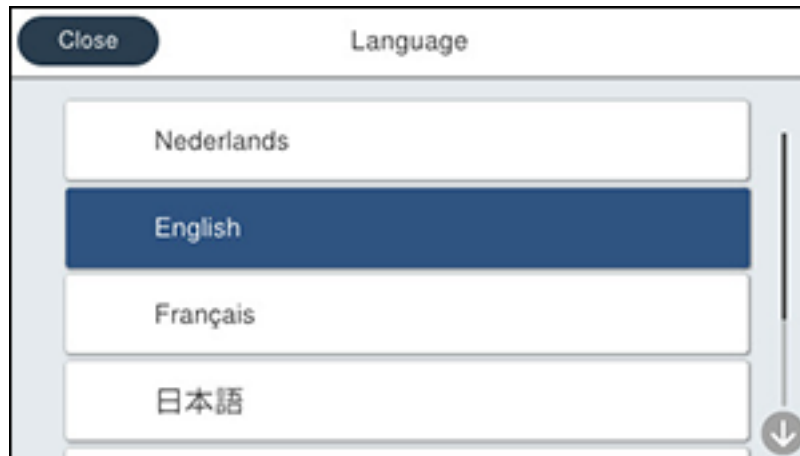 Close
Language
Nederlands
English
Français
日本語